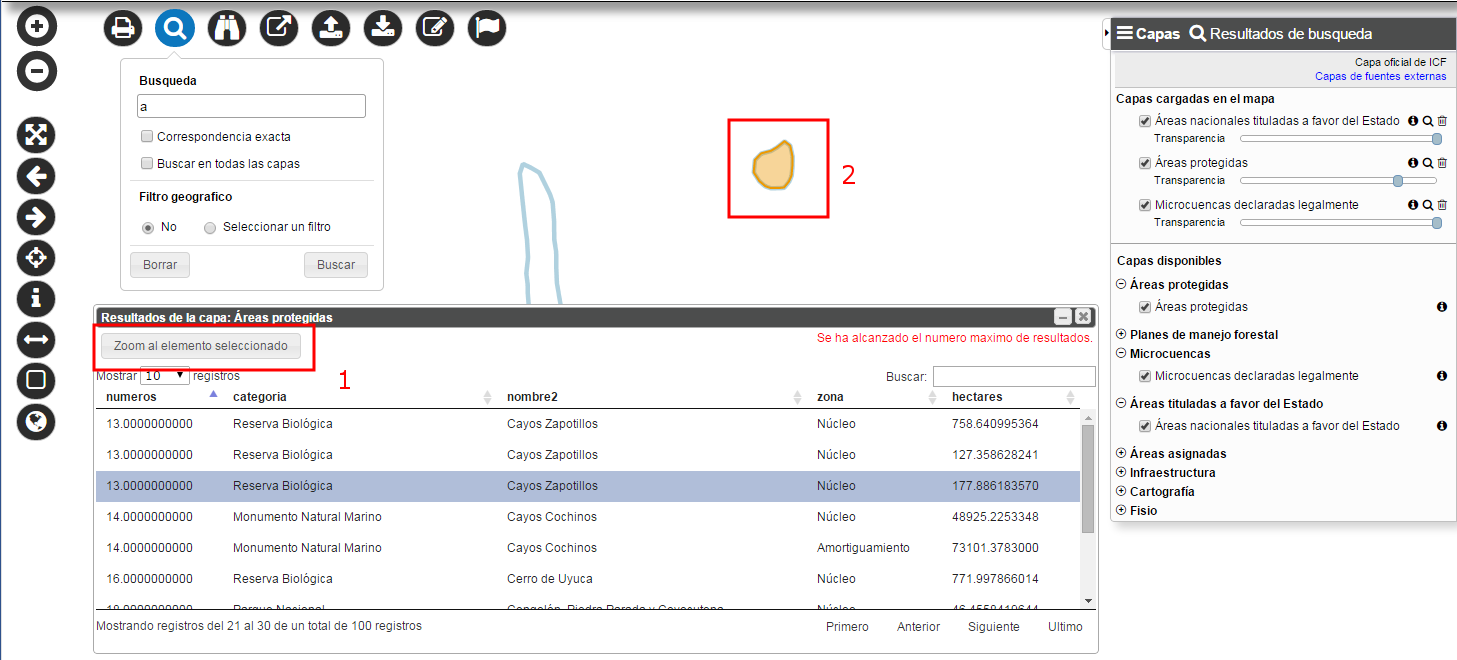 Busqueda
a
Correspondencia exacta
Buscar en todas las capas
Filtro geografico
No Seleccionar un filtro
Borrar Buscar
2
Capas Resultados de busqueda
Capa oficial de ICF
Capas de fuentes externas
Capas cargadas en el mapa
Áreas nacionales tituladas a favor del Estado
Transparencia
Áreas protegidas
Transparencia
Microcuencas declaradas legalmente
Transparencia
Capas disponibles
Áreas protegidas
Áreas protegidas
Planes de manejo forestal
Microcuencas
Microcuencas declaradas legalmente
Áreas tituladas a favor del Estado
Áreas nacionales tituladas a favor del Estado
Áreas asignadas
Infraestructura
Cartografía
Fisio
Resultados de la capa: Áreas protegidas
Zoom al elemento seleccionado
Se ha alcanzado el numero maximo de resultados.
1
Mostrar 10 registros
Buscar:
numeros categoria nombre2 zona hectares
13.0000000000 Reserva Biológica Cayos Zapotillos Núcleo 758.640995364
13.0000000000 Reserva Biológica Cayos Zapotillos Núcleo 127.358628241
13.0000000000 Reserva Biológica Cayos Zapotillos Núcleo 177.886183570
14.0000000000 Monumento Natural Marino Cayos Cochinos Núcleo 48925.2253348
14.0000000000 Monumento Natural Marino Cayos Cochinos Amortiguamiento 73101.3783000
16.0000000000 Reserva Biológica Cerro de Uyuca Núcleo 771.997866014
Parque Nacional Núcleo
Mostrando registros del 21 al 30 de un total de 100 registros
Primero Anterior Siguiente Ultimo